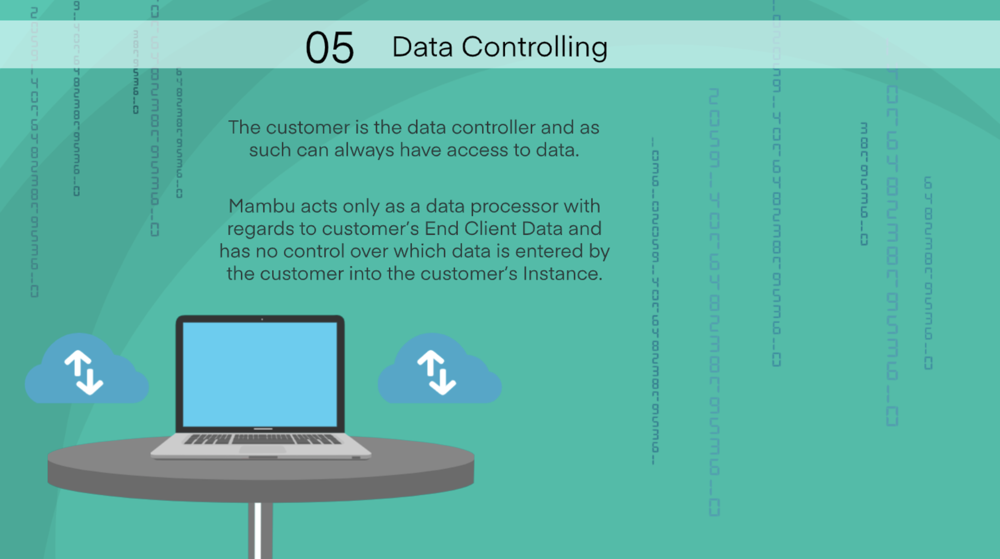 05 Data Controlling
The customer is the data controller and as
such can always have access to data.
Mambu acts only as a data processor with
regards to customer's End Client Data and
has no control over which data is entered by
the customer into the customer's Instance.